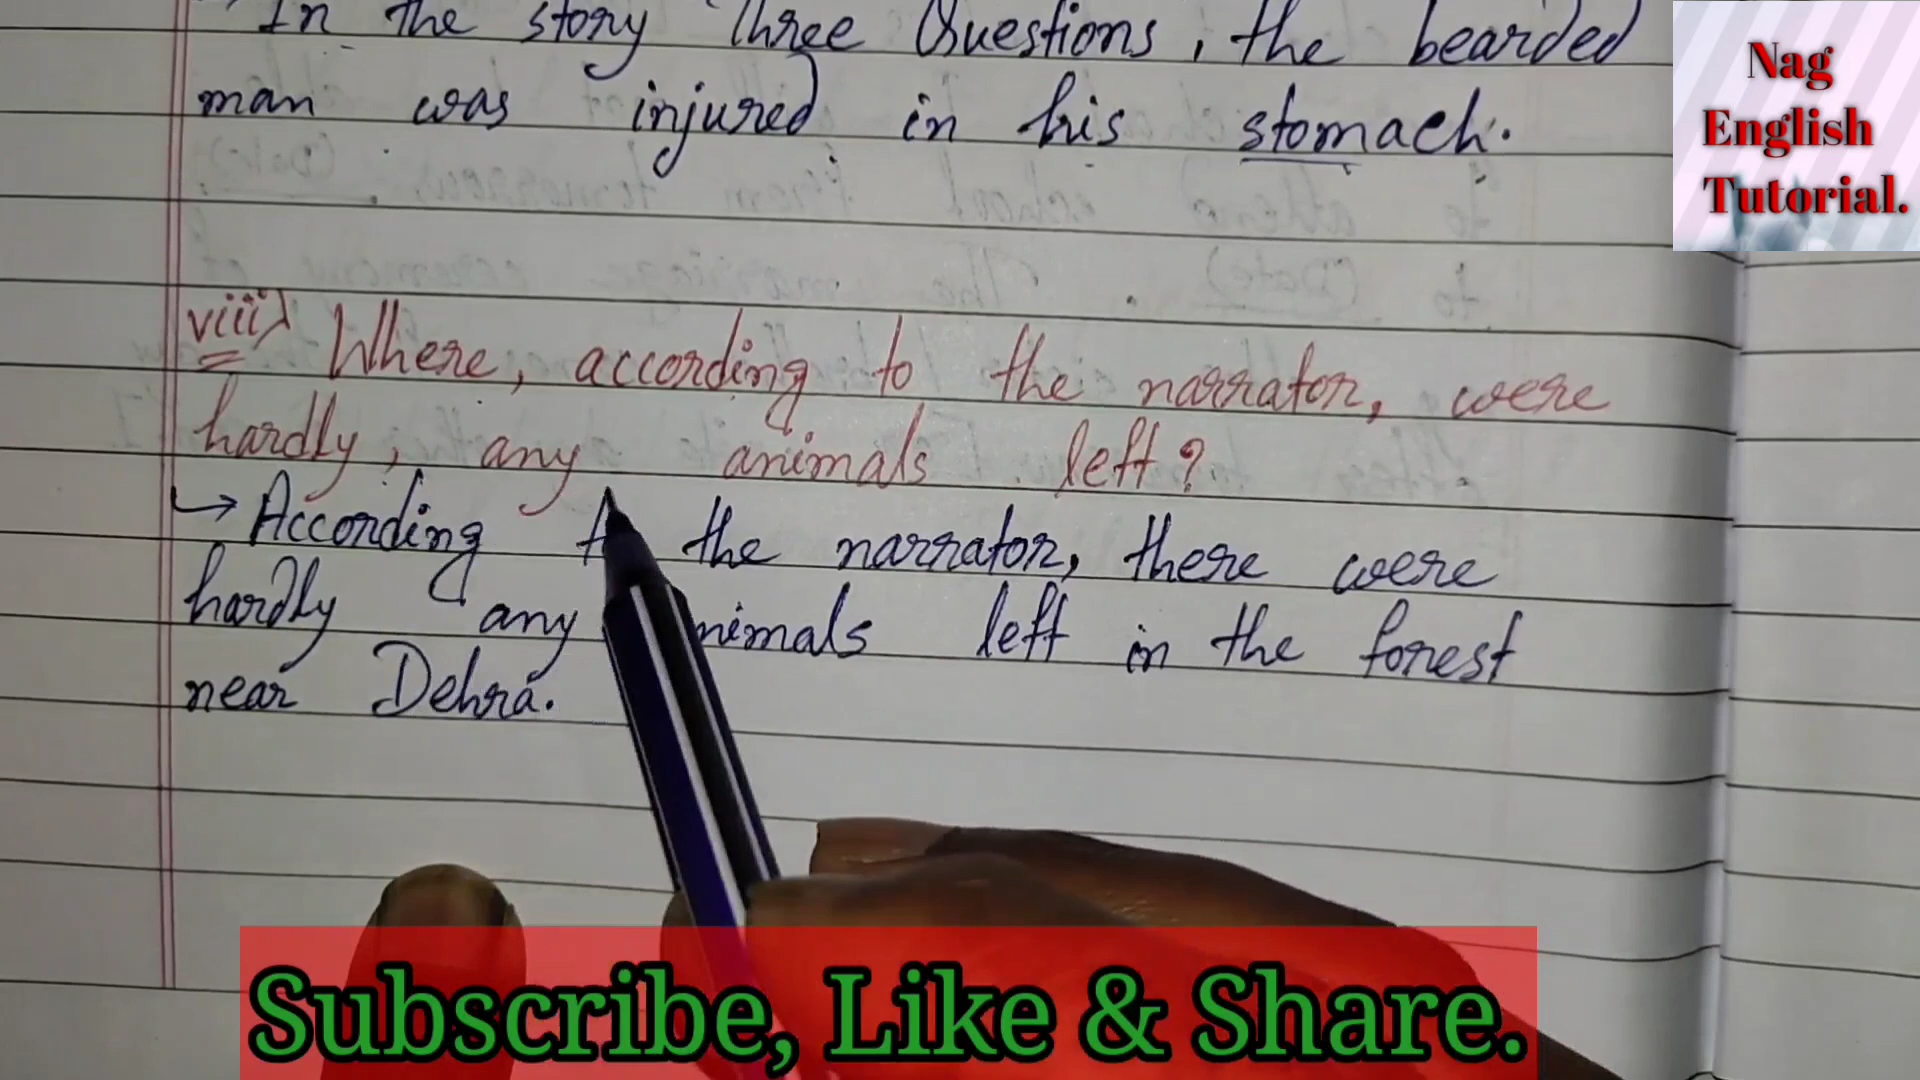 In the story Three Questions, the bearded
man was injured in his stomach.
viii) Where, according to the narrator, were
hardly, any animals left?
↳ According to the narrator, there were
hardly any animals left in the forest
near Dehra.
Nag
English
Tutorial.
Subscribe, Like & Share.